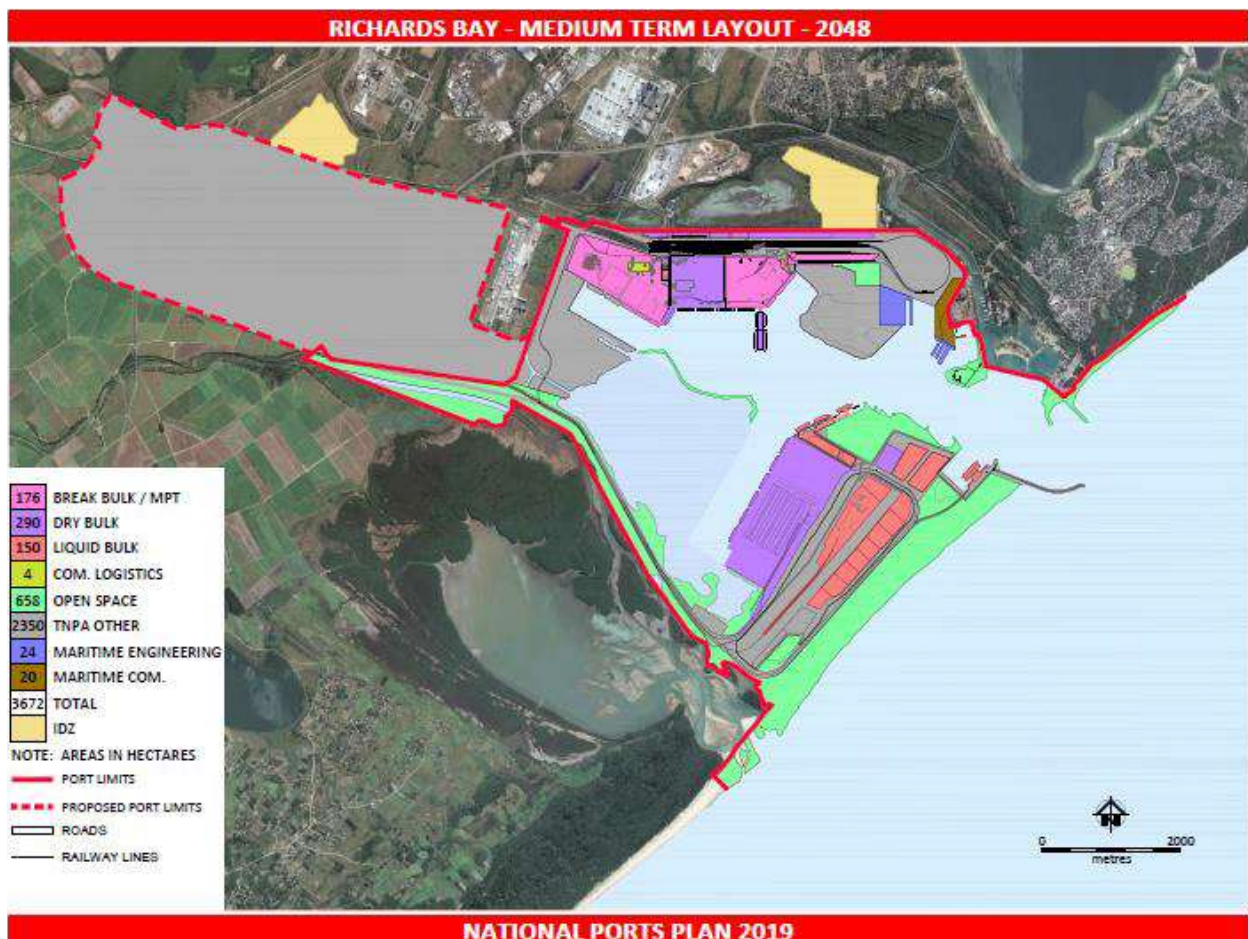 RICHARDS BAY - MEDIUM TERM LAYOUT - 2048
176 BREAK BULK / MPT
290 DRY BULK
150 LIQUID BULK
4 COM. LOGISTICS
658 OPEN SPACE
2350 TNPA OTHER
24 MARITIME ENGINEERING
20 MARITIME COM.
3672 TOTAL
IDZ
NOTE: AREAS IN HECTARES
PORT LIMITS
PROPOSED PORT LIMITS
ROADS
RAILWAY LINES
N
0 2000
metres
NATIONAL PORTS PLAN 2019